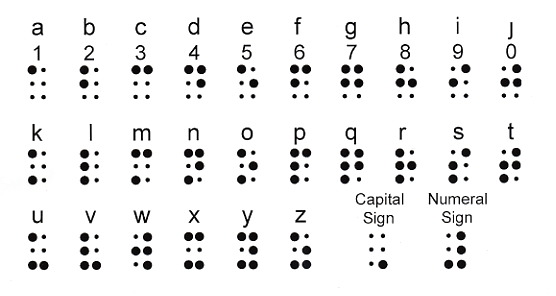 a b c d e f g h i J
1 2 3 4 5 6 7 8 9 0
k l m n o p q r s t
Capital Numeral
Sign Sign
u v w x y z